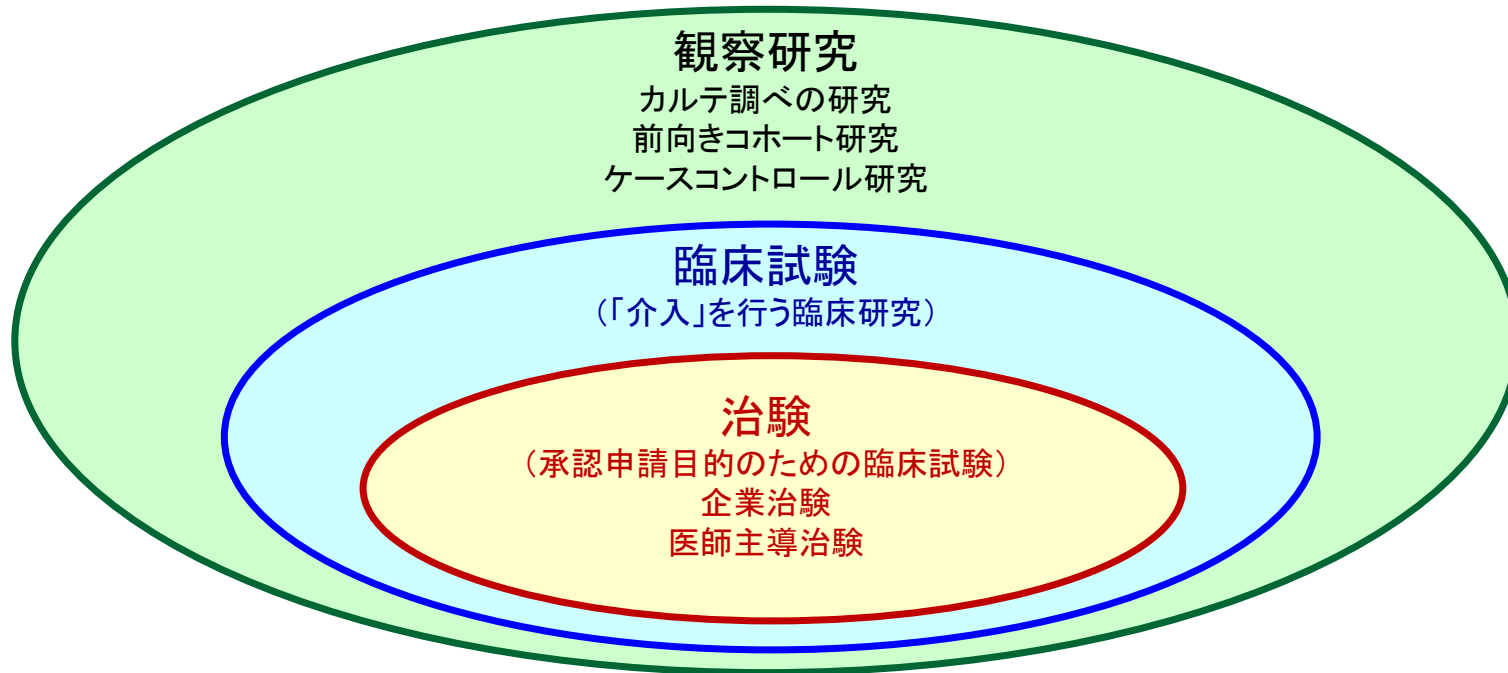 観察研究
カルテ調べの研究
前向きコホート研究
ケースコントロール研究
臨床試験
(「介入」を行う臨床研究)
治験
(承認申請目的のための臨床試験)
企業治験
医師主導治験